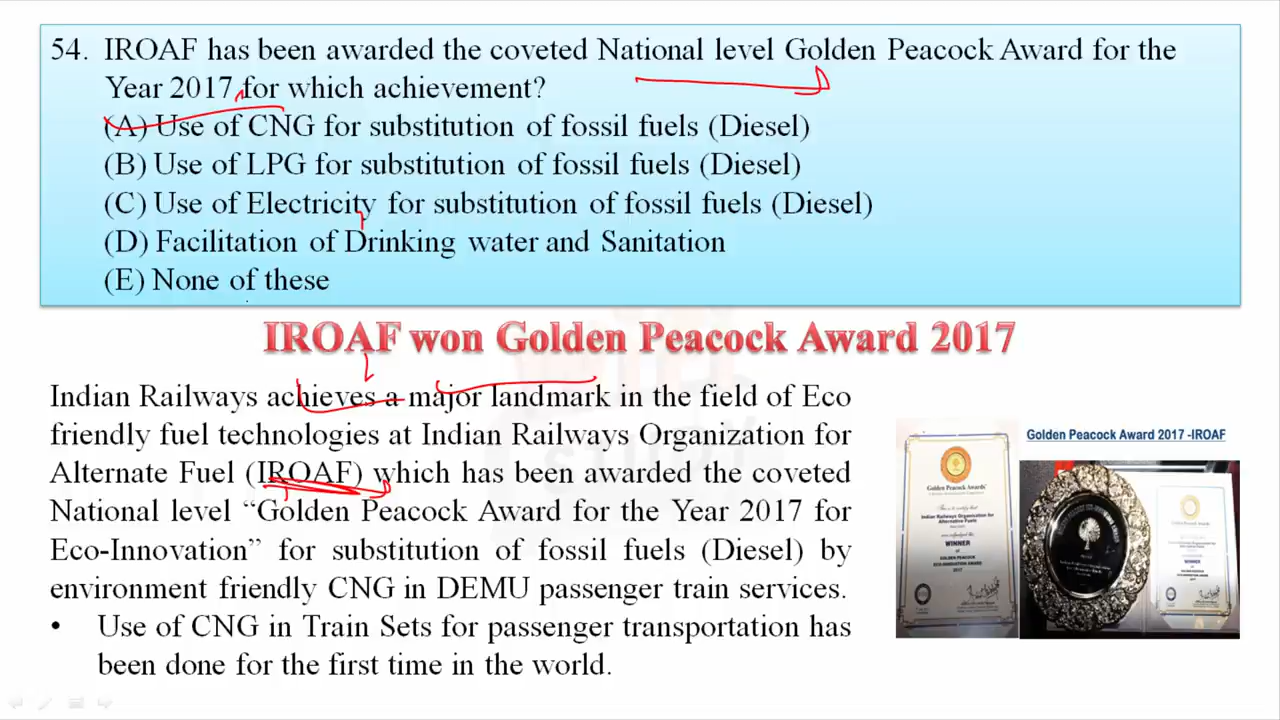 54. IROAF has been awarded the coveted National level Golden Peacock Award for the
Year 2017 for which achievement?
(A) Use of CNG for substitution of fossil fuels (Diesel)
(B) Use of LPG for substitution of fossil fuels (Diesel)
(C) Use of Electricity for substitution of fossil fuels (Diesel)
(D) Facilitation of Drinking water and Sanitation
(E) None of these
IROAF won Golden Peacock Award 2017
Indian Railways achieves a major landmark in the field of Eco
friendly fuel technologies at Indian Railways Organization for
Alternate Fuel (IROAF) which has been awarded the coveted
National level “Golden Peacock Award for the Year 2017 for
Eco-Innovation” for substitution of fossil fuels (Diesel) by
environment friendly CNG in DEMU passenger train services.
• Use of CNG in Train Sets for passenger transportation has
been done for the first time in the world.
Golden Peacock Award 2017 -IROAF
Golden Peacock Awards
Indian Railways Organisation for
Alternative Fuels
WINNER
of
GOLDEN PEACOCK
ECO-INNOVATION AWARD
2017
WINNER